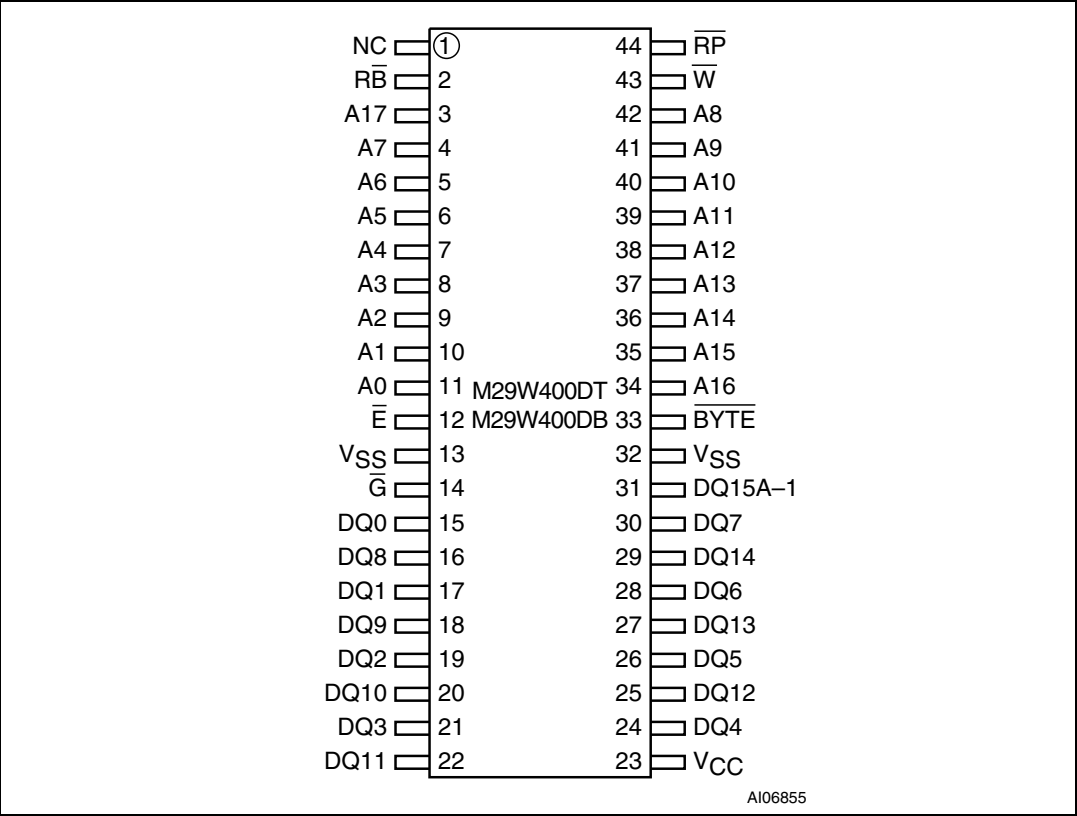 NC 1 44 R̅P̅
RB̅ 2 43 W̅
A17 3 42 A8
A7 4 41 A9
A6 5 40 A10
A5 6 39 A11
A4 7 38 A12
A3 8 37 A13
A2 9 36 A14
A1 10 35 A15
A0 11 M29W400DT 34 A16
E̅ 12 M29W400DB 33 B̅Y̅T̅E̅
VSS 13 32 VSS
G̅ 14 31 DQ15A–1
DQ0 15 30 DQ7
DQ8 16 29 DQ14
DQ1 17 28 DQ6
DQ9 18 27 DQ13
DQ2 19 26 DQ5
DQ10 20 25 DQ12
DQ3 21 24 DQ4
DQ11 22 23 VCC
AI06855